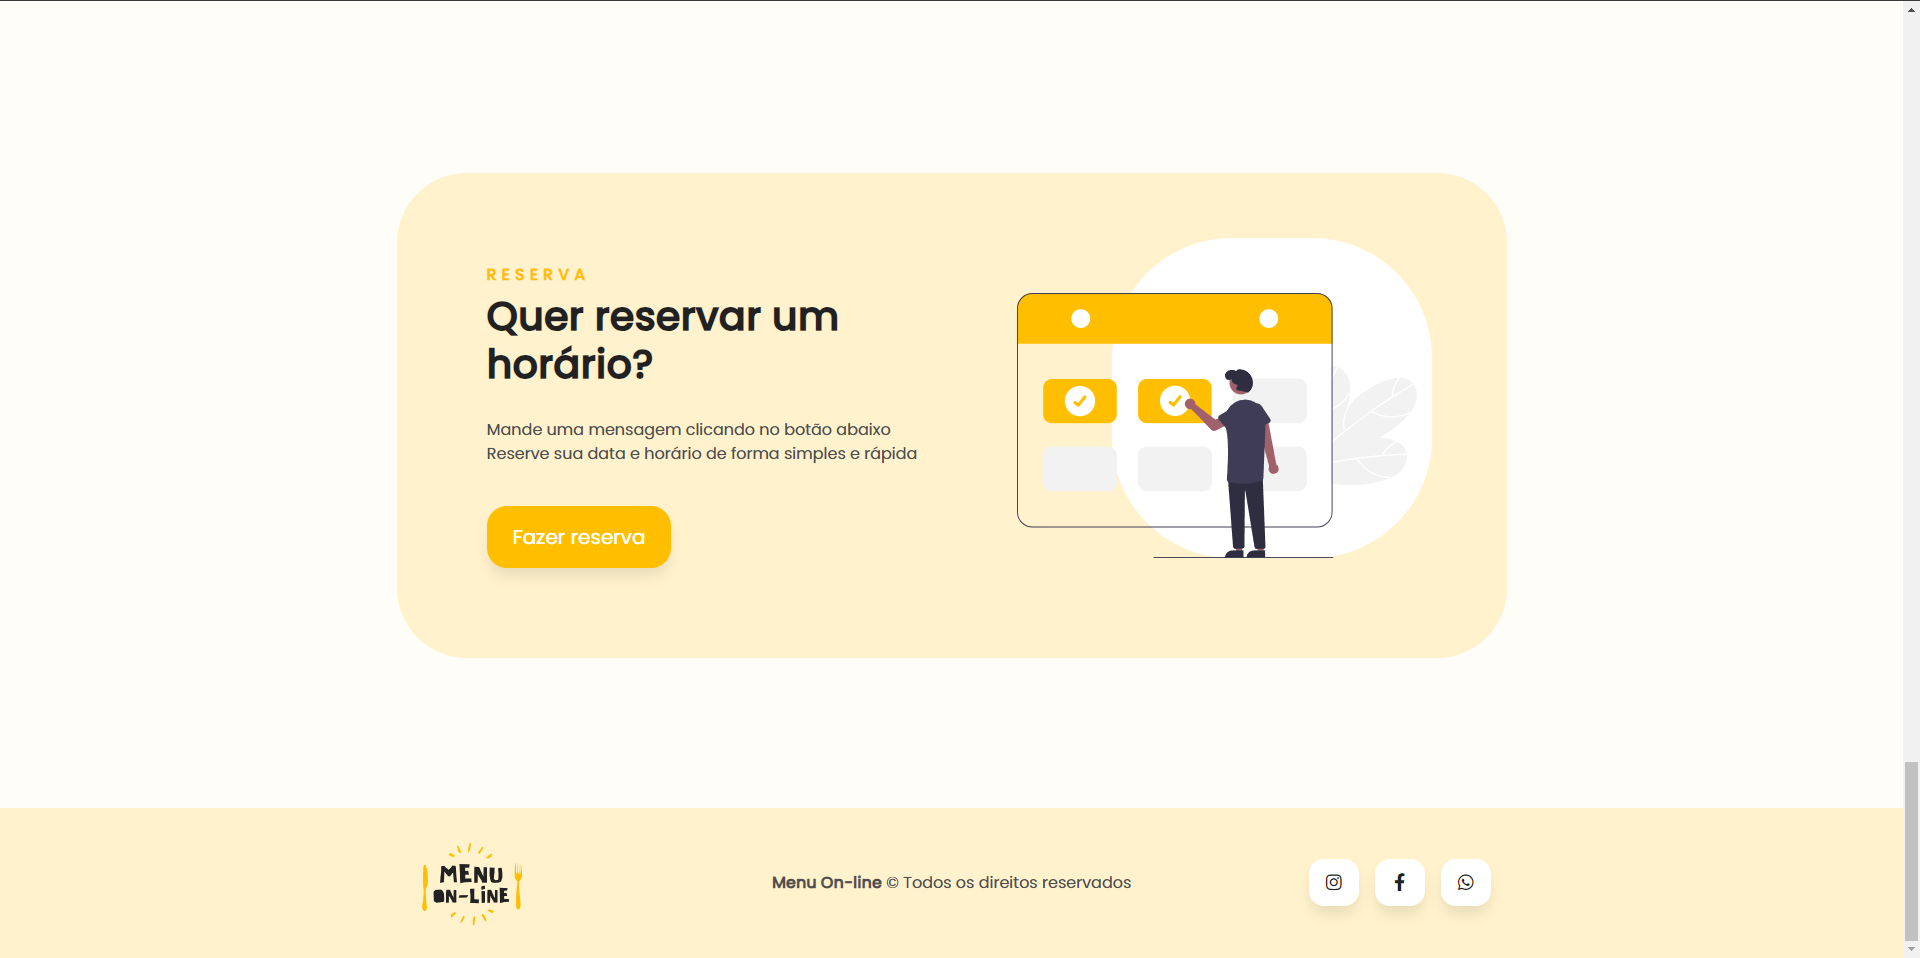 RESERVA
Quer reservar um
horário?
Mande uma mensagem clicando no botão abaixo
Reserve sua data e horário de forma simples e rápida
Fazer reserva
MENU
ON-LINE
Menu On-line © Todos os direitos reservados